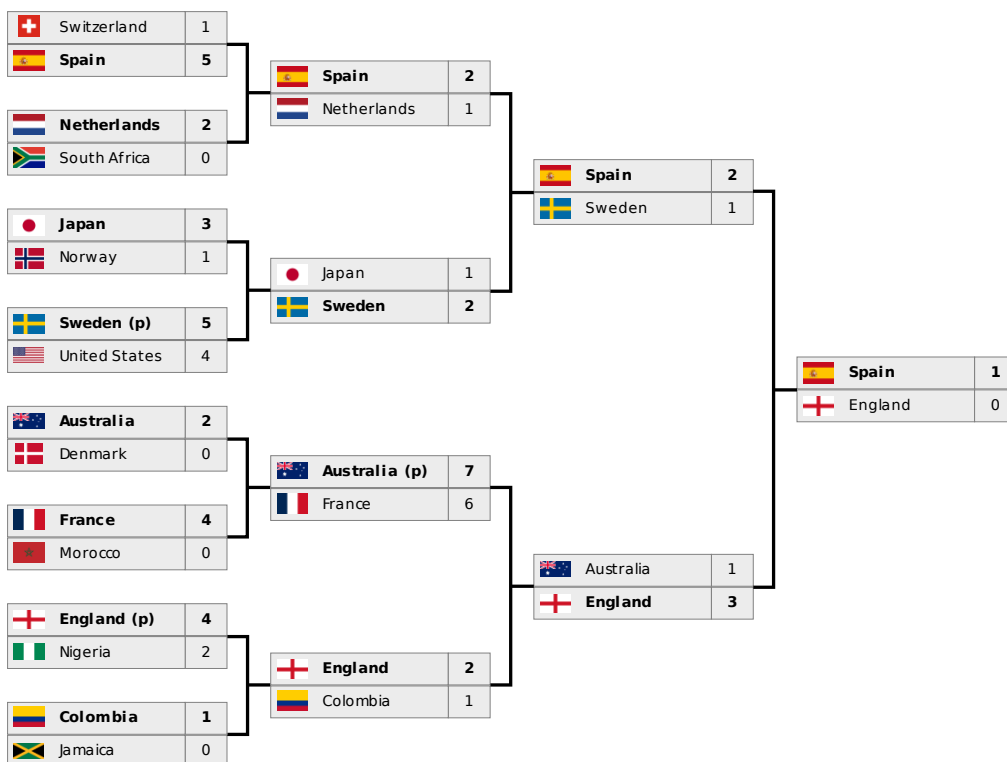 Switzerland 1
Spain 5
Netherlands 2
South Africa 0
Japan 3
Norway 1
Sweden (p) 5
United States 4
Australia 2
Denmark 0
France 4
Morocco 0
England (p) 4
Nigeria 2
Colombia 1
Jamaica 0
Spain 2
Netherlands 1
Japan 1
Sweden 2
Australia (p) 7
France 6
England 2
Colombia 1
Spain 2
Sweden 1
Australia 1
England 3
Spain 1
England 0